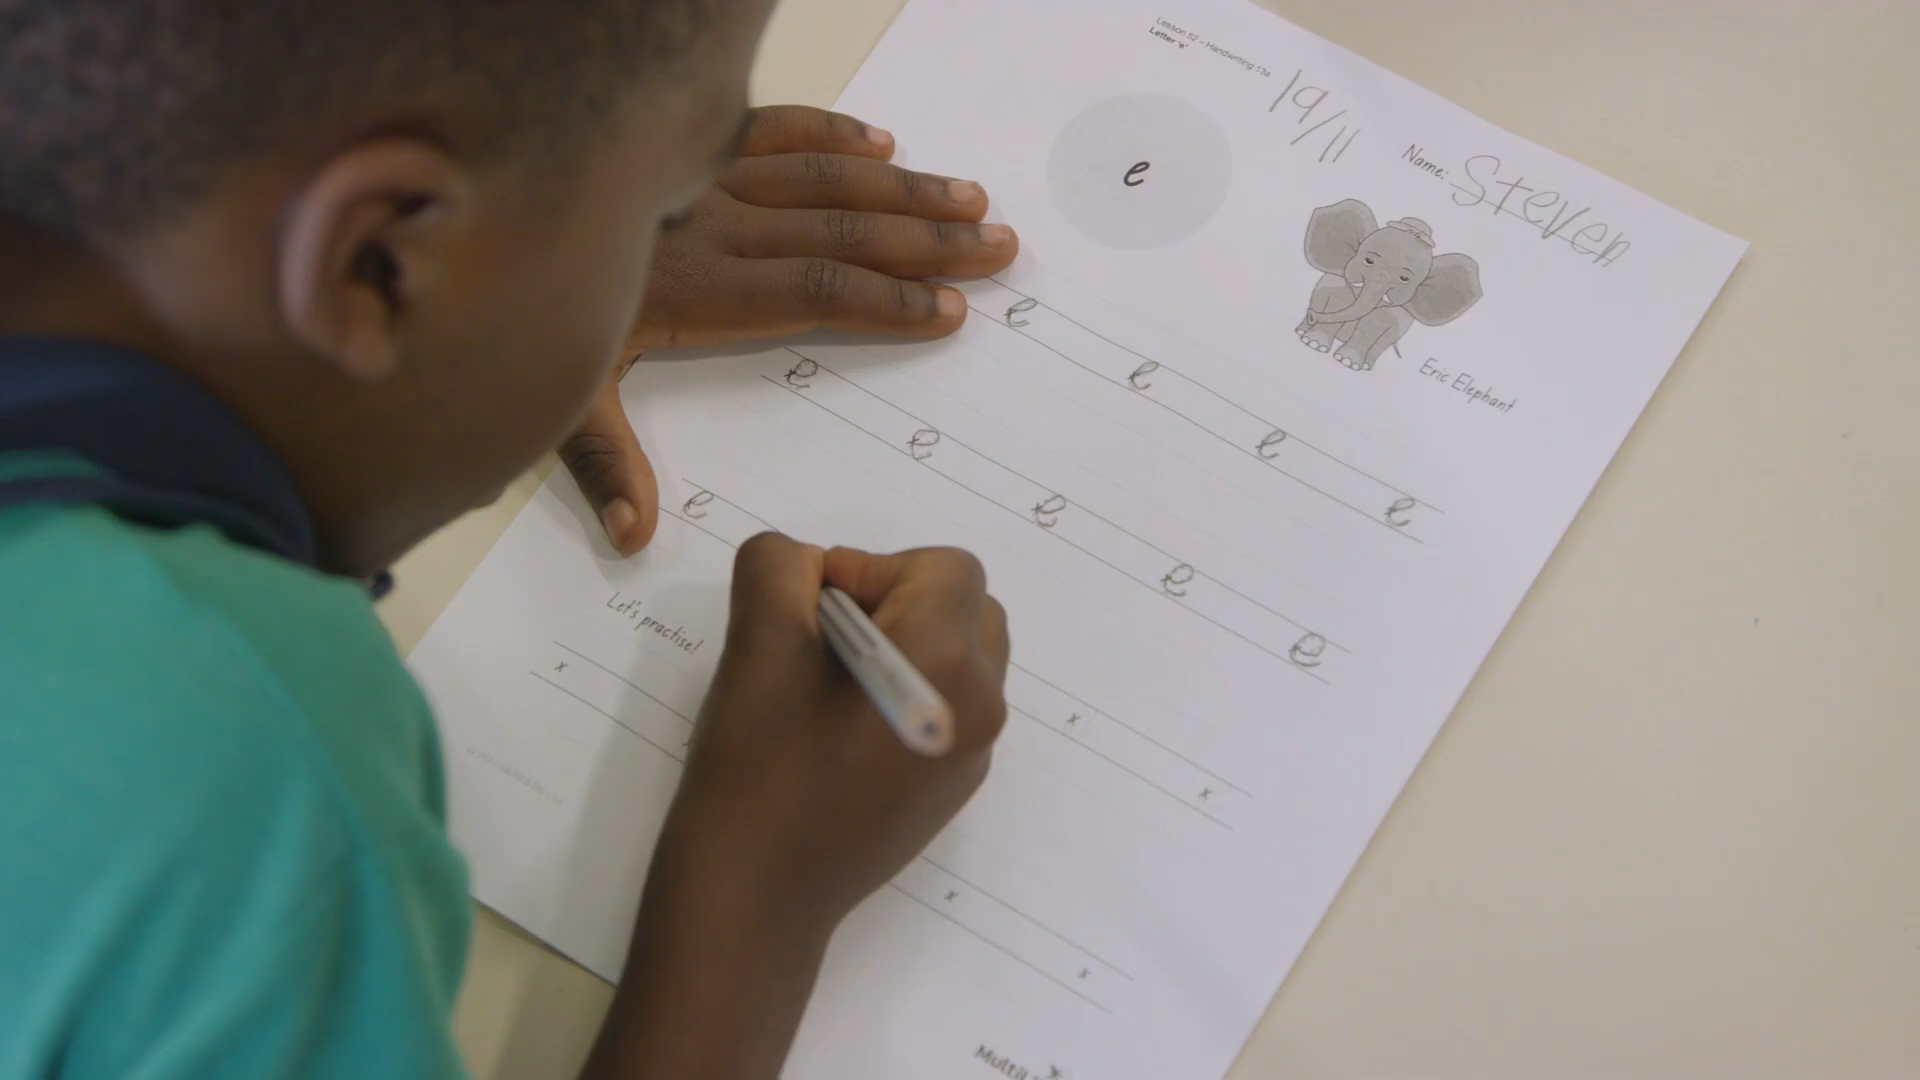 Lesson 52 – Handwriting 13a
Letter 'e'
19/11
Name: Steven
e
Eric Elephant
e e e e
e e e e e
e
Let's practise!
x x x
x x